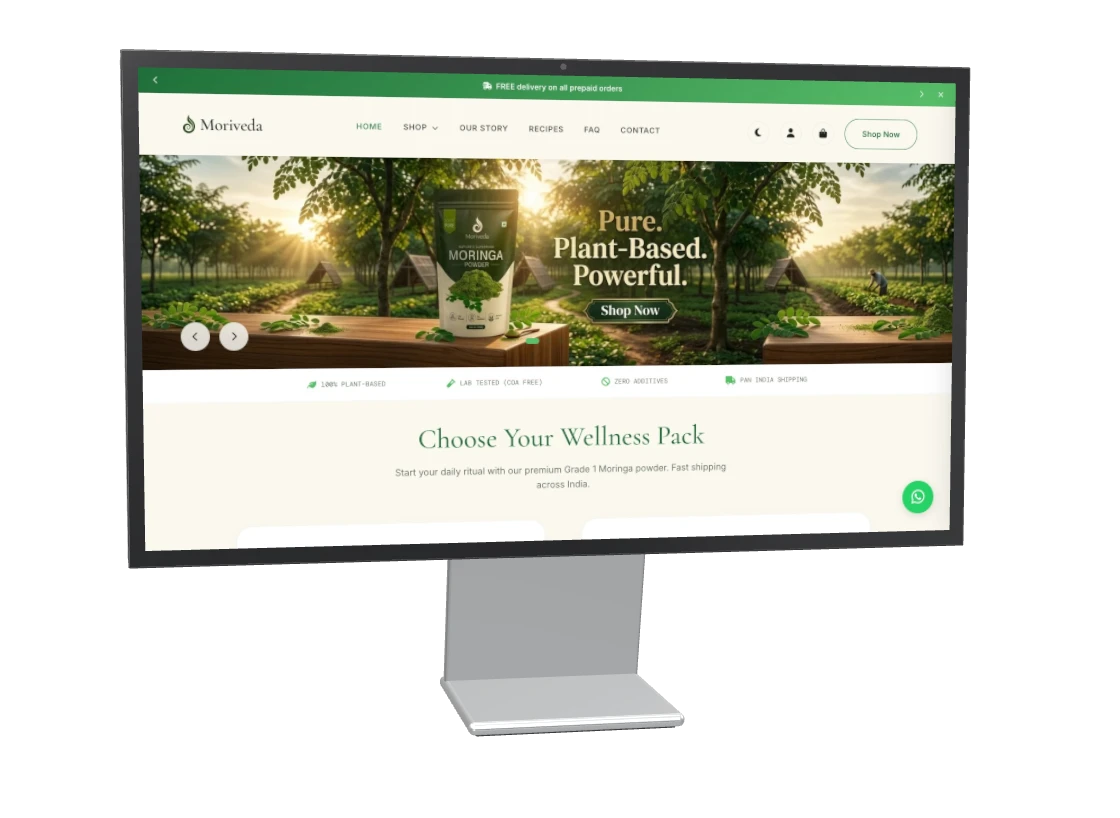 FREE delivery on all prepaid orders
Moriveda
HOME SHOP OUR STORY RECIPES FAQ CONTACT
Shop Now
Moriveda
MORINGA
POWDER
Pure.
Plant-Based.
Powerful.
Shop Now
100% PLANT-BASED
LAB TESTED (COA FREE)
ZERO ADDITIVES
PAN INDIA SHIPPING
Choose Your Wellness Pack
Start your daily ritual with our premium Grade 1 Moringa powder. Fast shipping
across India.